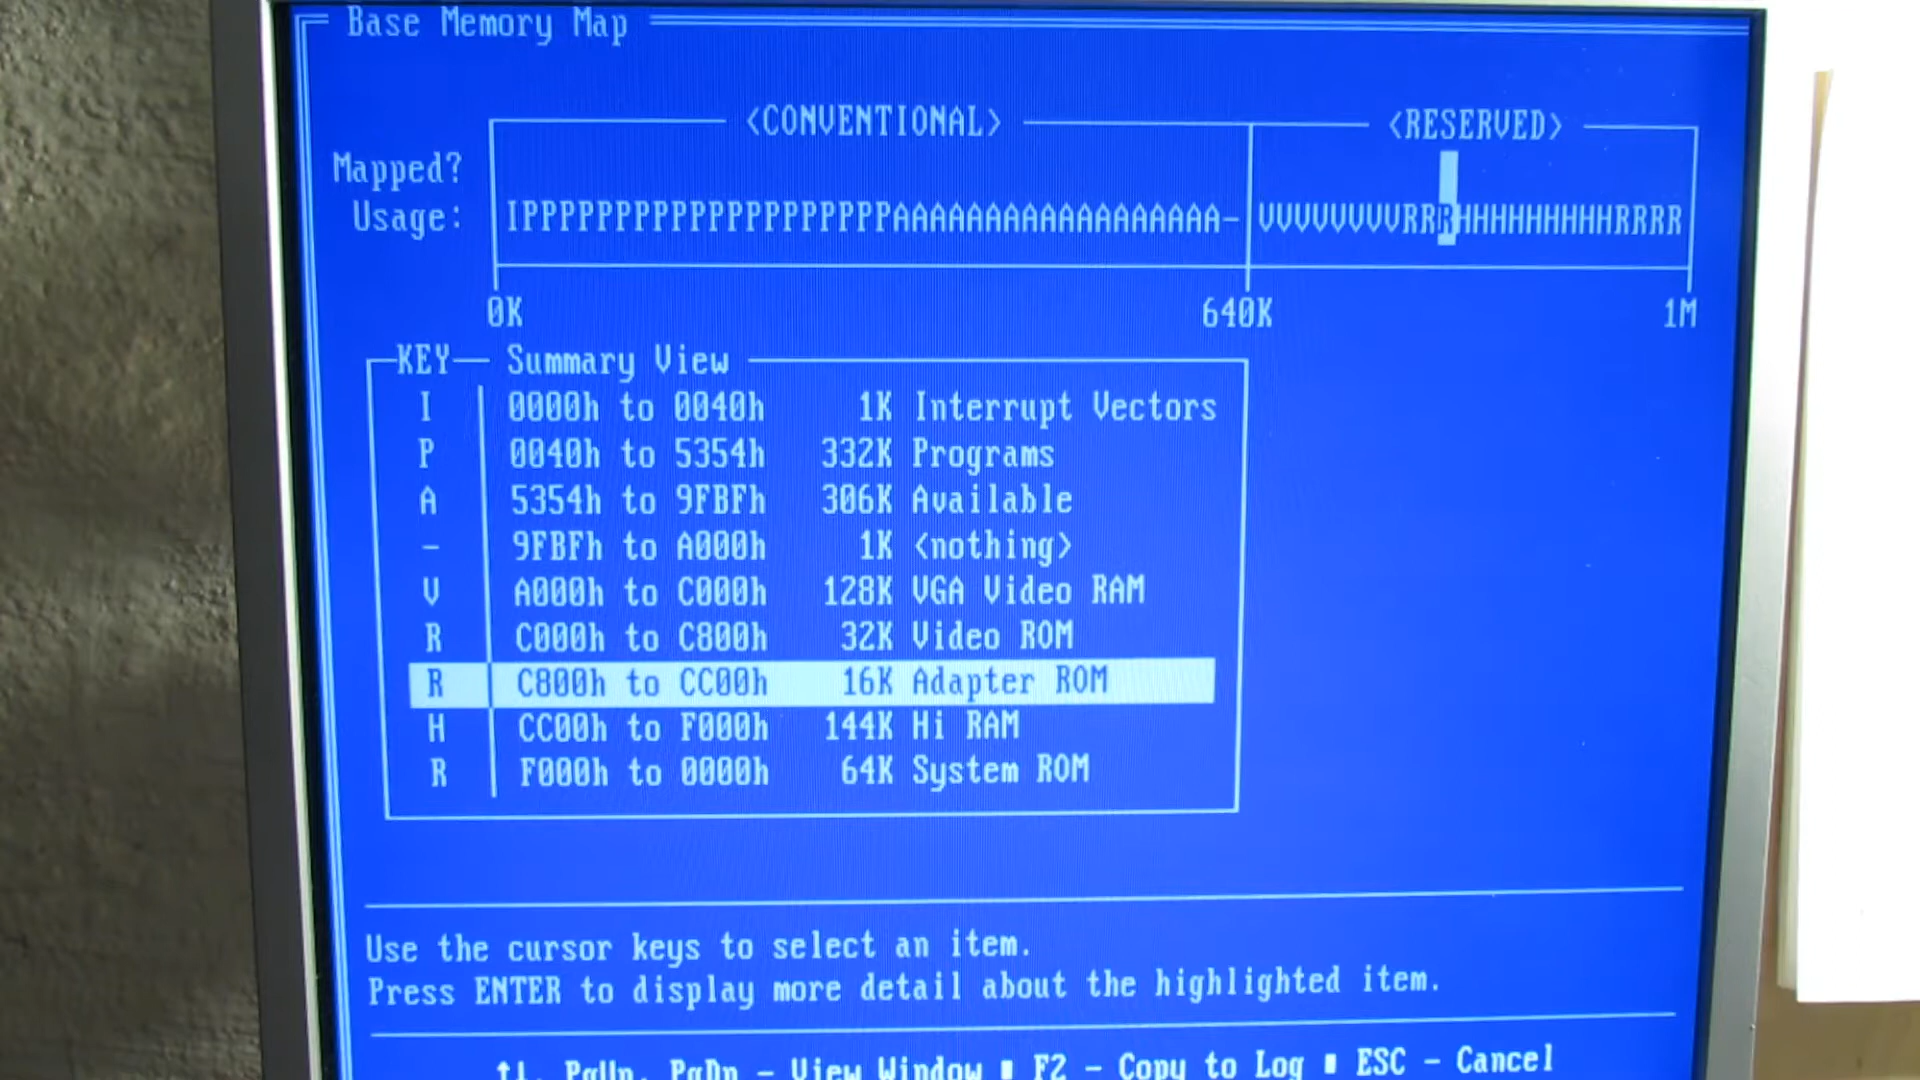 Base Memory Map
<CONVENTIONAL> <RESERVED>
Mapped?
Usage: IPPPPPPPPPPPPPPPPPPPPAAAAAAAAAAAAAAAAAA- VVVVVVVVRRRHHHHHHHHHRRRR
0K 640K 1M
KEY Summary View
I 0000h to 0040h 1K Interrupt Vectors
P 0040h to 5354h 332K Programs
A 5354h to 9FBFh 306K Available
- 9FBFh to A000h 1K <nothing>
V A000h to C000h 128K VGA Video RAM
R C000h to C800h 32K Video ROM
R C800h to CC00h 16K Adapter ROM
H CC00h to F000h 144K Hi RAM
R F000h to 0000h 64K System ROM
Use the cursor keys to select an item.
Press ENTER to display more detail about the highlighted item.
↑↓, PgUp, PgDn - View Window ■ F2 - Copy to Log ■ ESC - Cancel